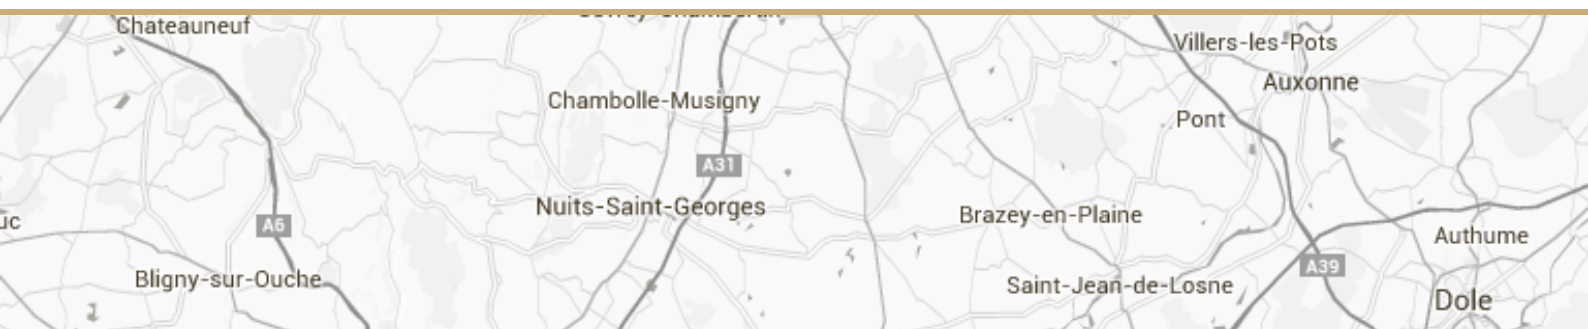 Chateauneuf
Villers-les-Pots
Auxonne
Chambolle-Musigny
Pont
A31
Nuits-Saint-Georges
Brazey-en-Plaine
A6
Authume
A39
Bligny-sur-Ouche
Saint-Jean-de-Losne
Dole